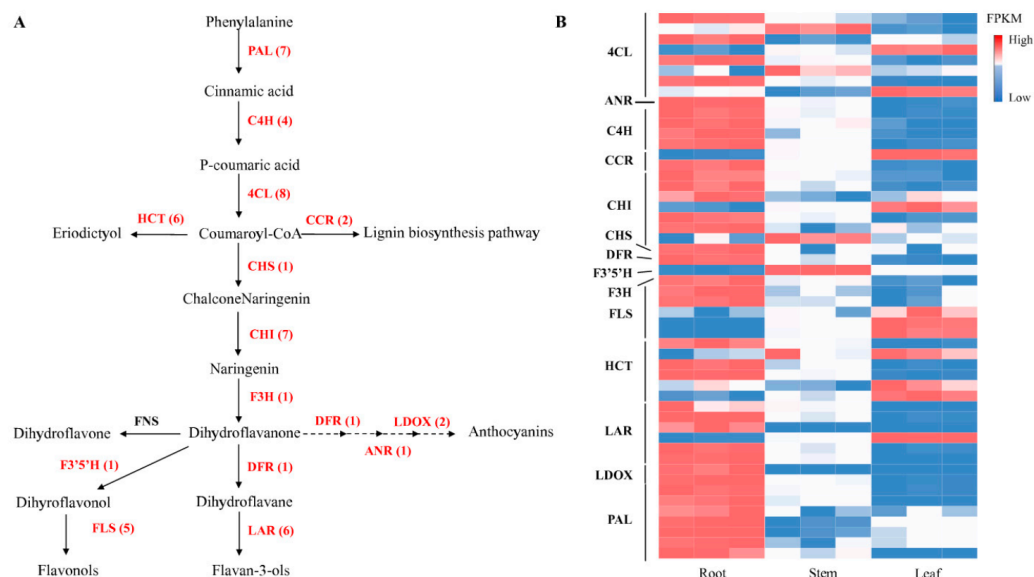 A
Phenylalanine
PAL (7)
Cinnamic acid
C4H (4)
P-coumaric acid
4CL (8)
HCT (6)
CCR (2)
Eriodictyol
Coumaroyl-CoA
Lignin biosynthesis pathway
CHS (1)
ChalconeNaringenin
CHI (7)
Naringenin
F3H (1)
FNS
DFR (1)
LDOX (2)
Dihydroflavone
Dihydroflavanone
Anthocyanins
ANR (1)
F3'5'H (1)
DFR (1)
Dihyroflavonol
Dihydroflavane
FLS (5)
LAR (6)
Flavonols
Flavan-3-ols
B
FPKM
High
Low
4CL
ANR
C4H
CCR
CHI
CHS
DFR
F3'5'H
F3H
FLS
HCT
LAR
LDOX
PAL
Root
Stem
Leaf